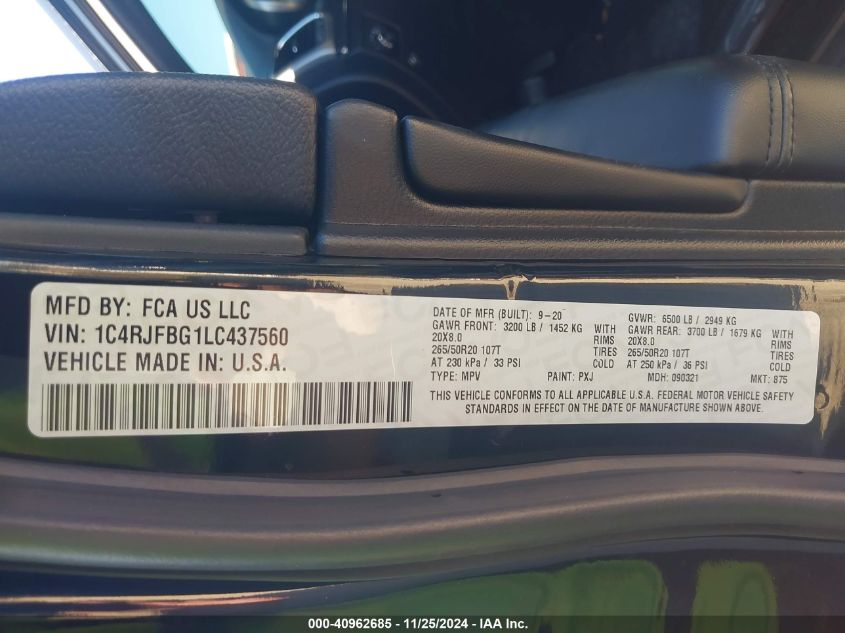 MFD BY: FCA US LLC
VIN: 1C4RJFBG1LC437560
VEHICLE MADE IN: U.S.A.
DATE OF MFR (BUILT): 9-20 GVWR: 6500 LB / 2949 KG
GAWR FRONT: 3200 LB / 1452 KG WITH GAWR REAR: 3700 LB / 1679 KG WITH
20X8.0 RIMS 20X8.0 RIMS
265/50R20 107T TIRES 265/50R20 107T TIRES
AT 230 kPa / 33 PSI COLD AT 250 kPa / 36 PSI COLD
TYPE: MPV PAINT: PXJ MDH: 090321 MKT: 875
THIS VEHICLE CONFORMS TO ALL APPLICABLE U.S.A. FEDERAL MOTOR VEHICLE SAFETY
STANDARDS IN EFFECT ON THE DATE OF MANUFACTURE SHOWN ABOVE.
000-40962685 - 11/25/2024 - IAA Inc.